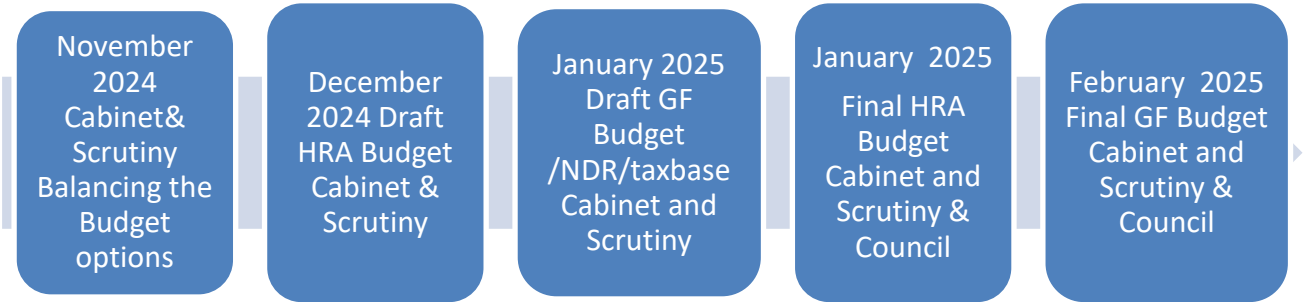 November
2024
Cabinet&
Scrutiny
Balancing the
Budget
options
December
2024 Draft
HRA Budget
Cabinet &
Scrutiny
January 2025
Draft GF
Budget
/NDR/taxbase
Cabinet and
Scrutiny
January  2025
Final HRA
Budget
Cabinet and
Scrutiny &
Council
February  2025
Final GF Budget
Cabinet and
Scrutiny &
Council